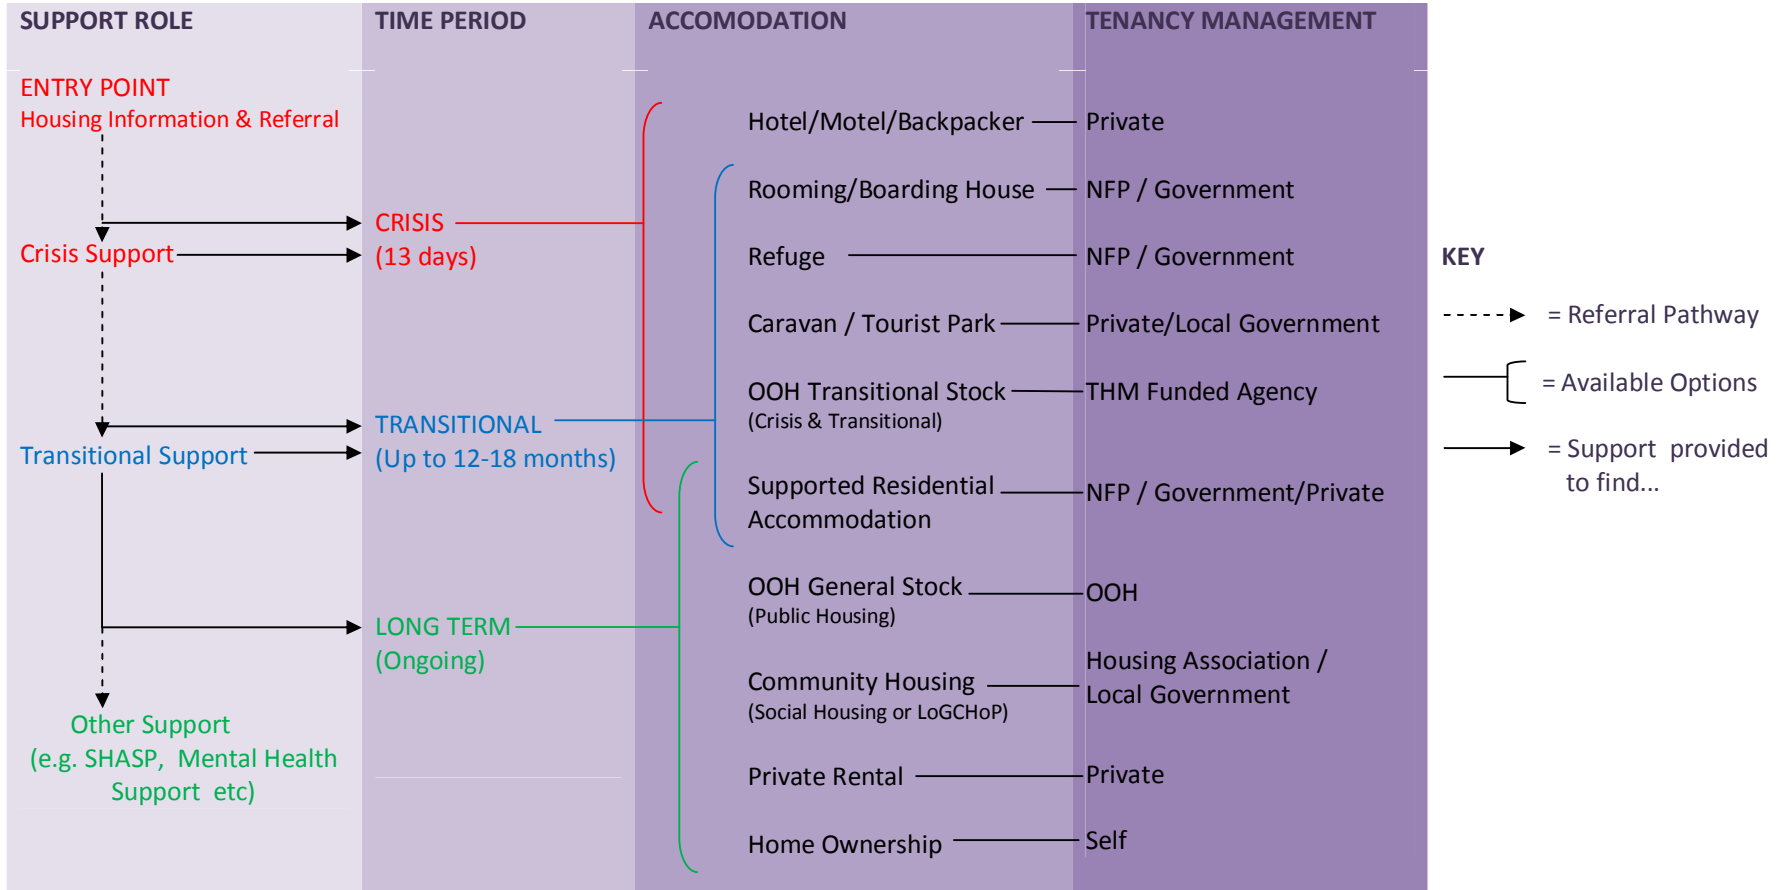 SUPPORT ROLE
TIME PERIOD
ACCOMODATION
TENANCY MANAGEMENT
ENTRY POINT
Housing Information & Referral
Crisis Support
Transitional Support
Other Support
(e.g. SHASP, Mental Health
Support etc)
CRISIS
(13 days)
TRANSITIONAL
(Up to 12-18 months)
LONG TERM
(Ongoing)
Hotel/Motel/Backpacker
Private
Rooming/Boarding House
NFP / Government
Refuge
NFP / Government
Caravan / Tourist Park
Private/Local Government
OOH Transitional Stock
(Crisis & Transitional)
THM Funded Agency
Supported Residential
Accommodation
NFP / Government/Private
OOH General Stock
(Public Housing)
OOH
Community Housing
(Social Housing or LoGCHoP)
Housing Association /
Local Government
Private Rental
Private
Home Ownership
Self
KEY
= Referral Pathway
= Available Options
= Support provided
to find...